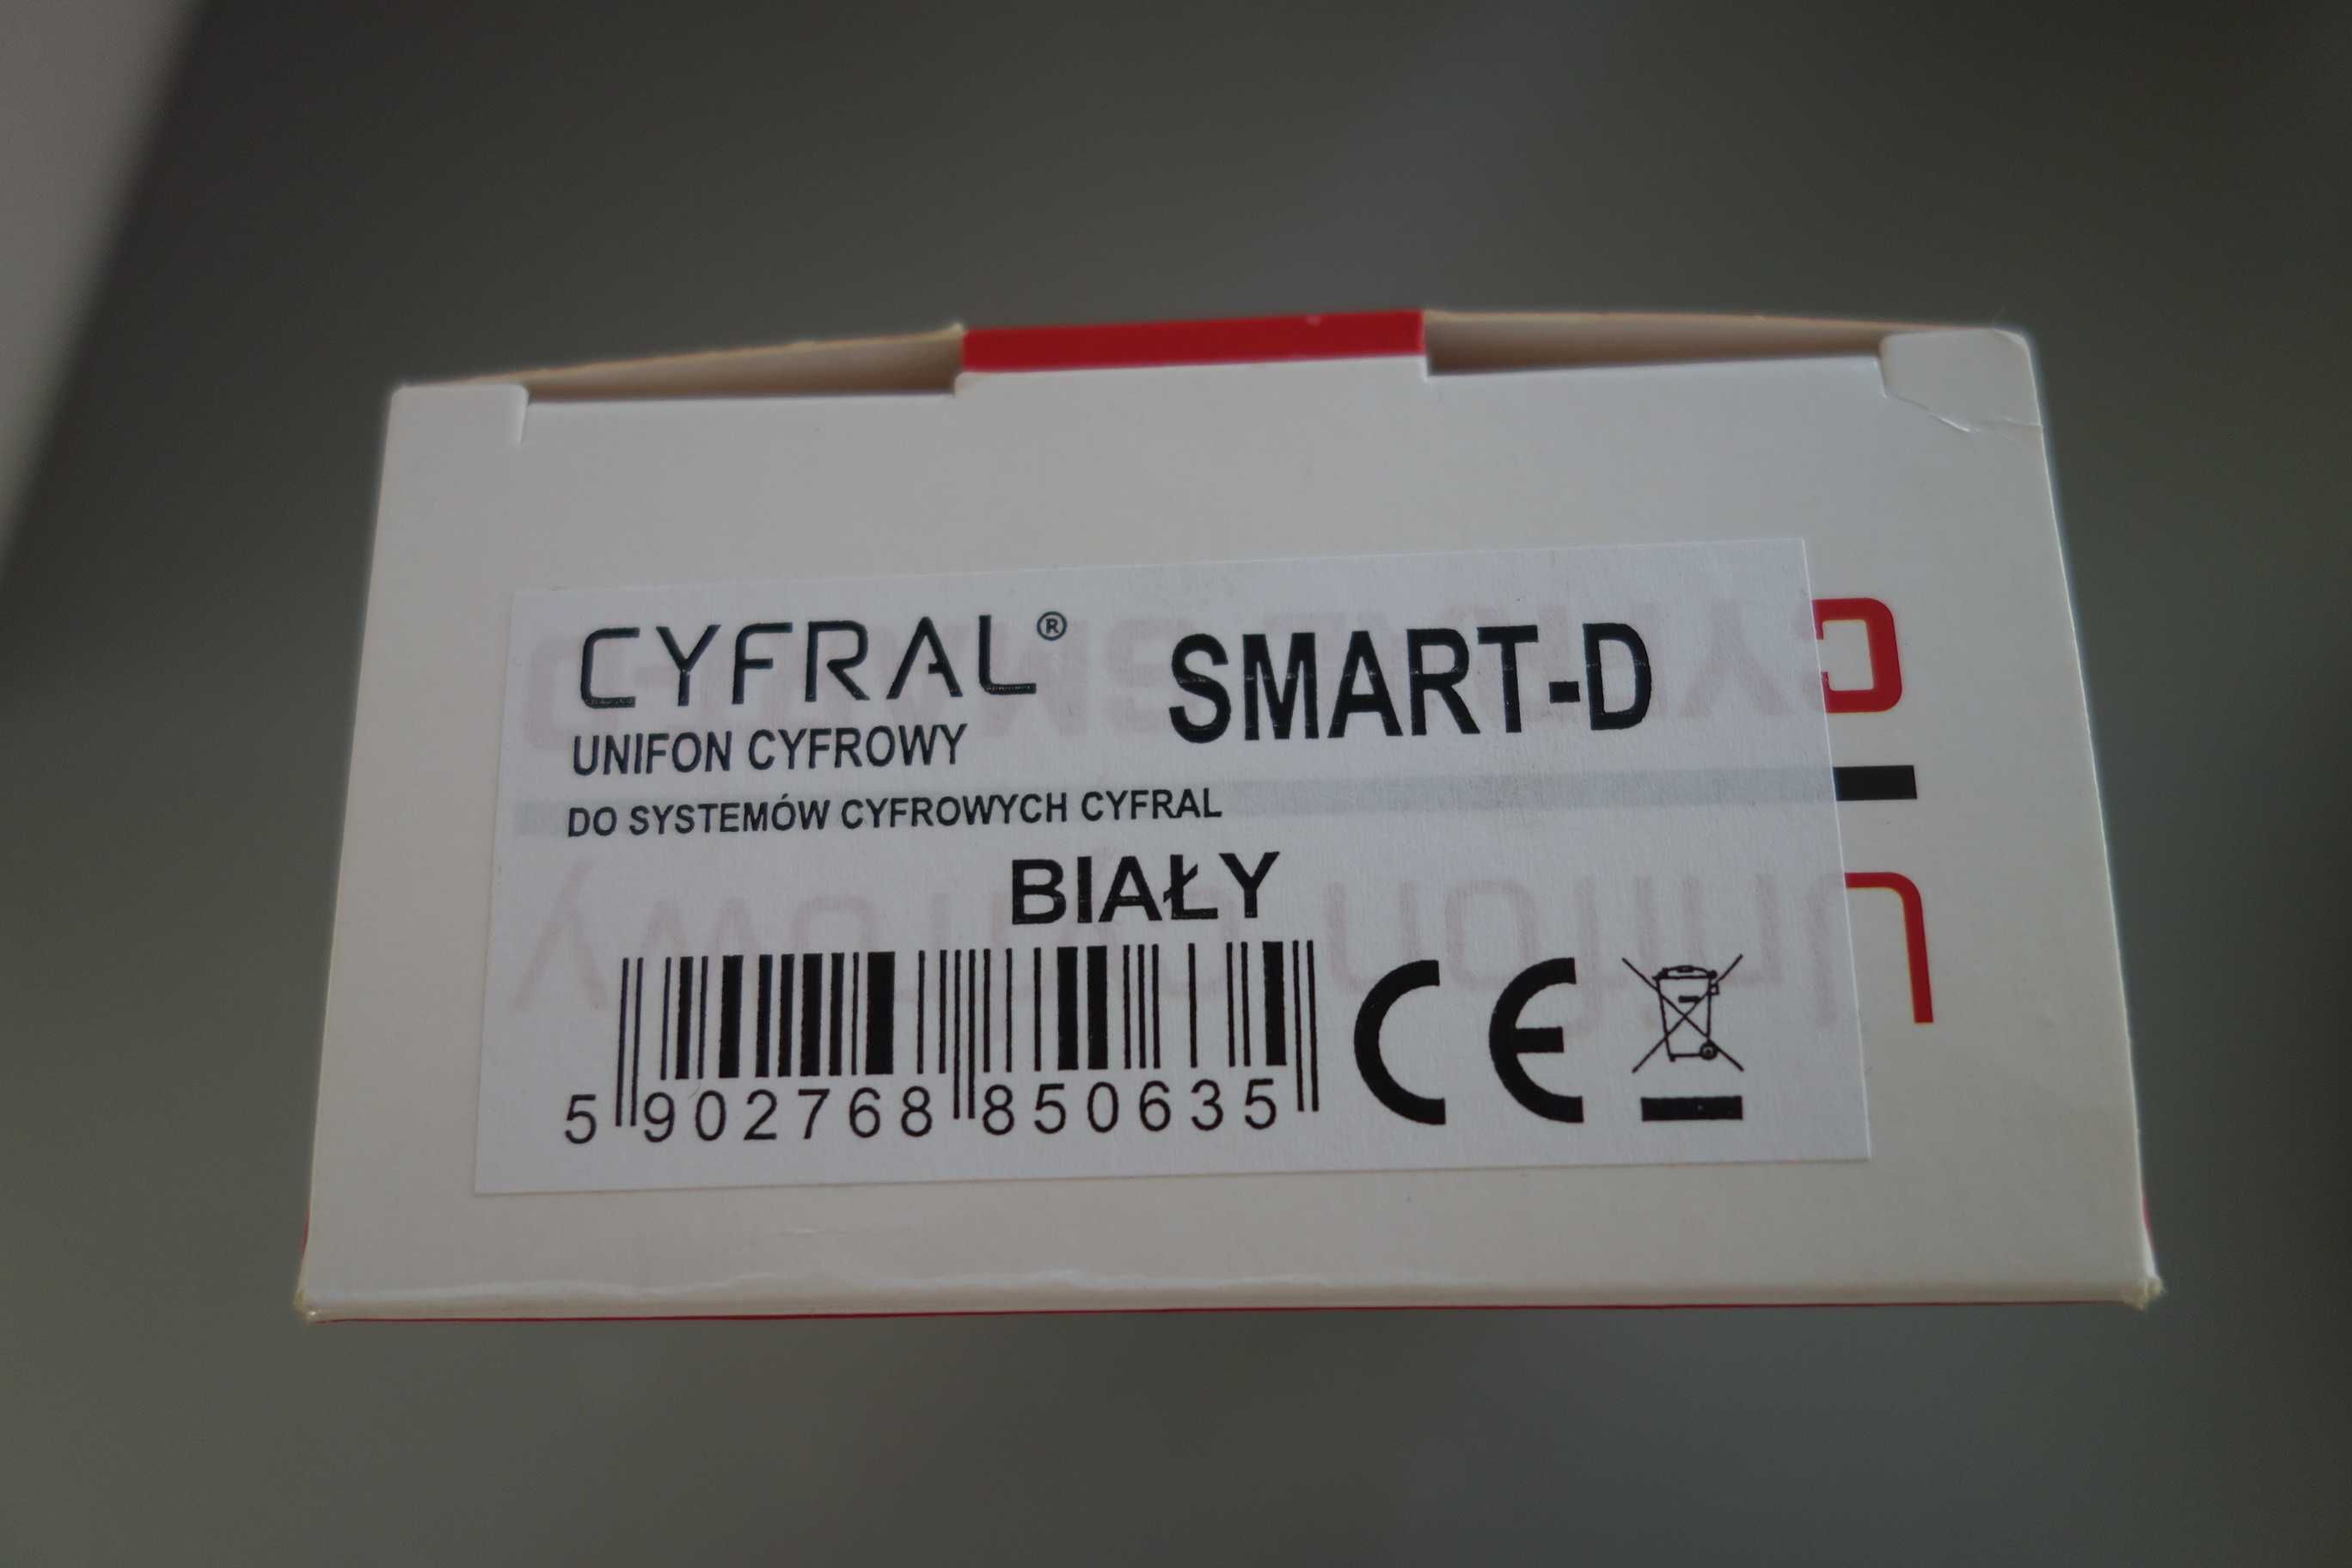 CYFRAL® SMART-D
UNIFON CYFROWY
DO SYSTEMÓW CYFROWYCH CYFRAL
BIAŁY
5 902768 850635
CE